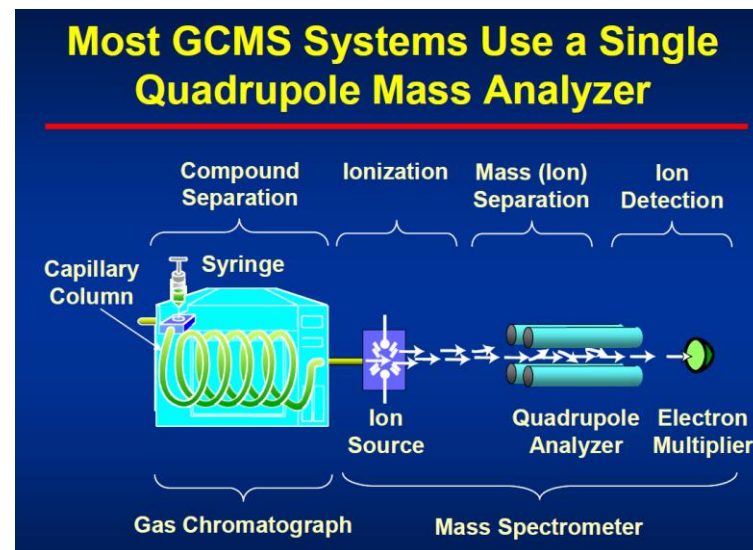 Most GCMS Systems Use a Single
Quadrupole Mass Analyzer
Compound
Separation
Ionization
Mass (Ion)
Separation
Ion
Detection
Capillary
Column
Syringe
Ion
Source
Quadrupole
Analyzer
Electron
Multiplier
Gas Chromatograph
Mass Spectrometer